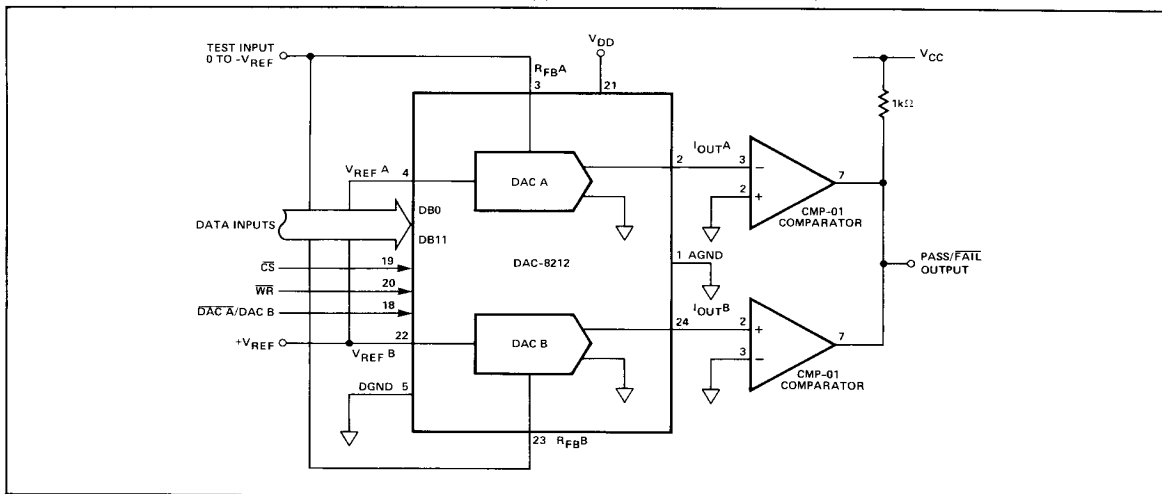 TEST INPUT
0 TO -VREF
VDD
21
RFBA
3
VCC
1kΩ
VREF A 4
DAC A
IOUTA
2
3
−
2
+
7
CMP-01
COMPARATOR
DATA INPUTS
DB0
DB11
DAC-8212
1 AGND
PASS/FAIL
OUTPUT
CS 19
WR 20
DAC A/DAC B 18
+VREF
22
VREF B
DAC B
IOUTB
24
2
+
3
−
7
CMP-01
COMPARATOR
DGND 5
23 RFBB